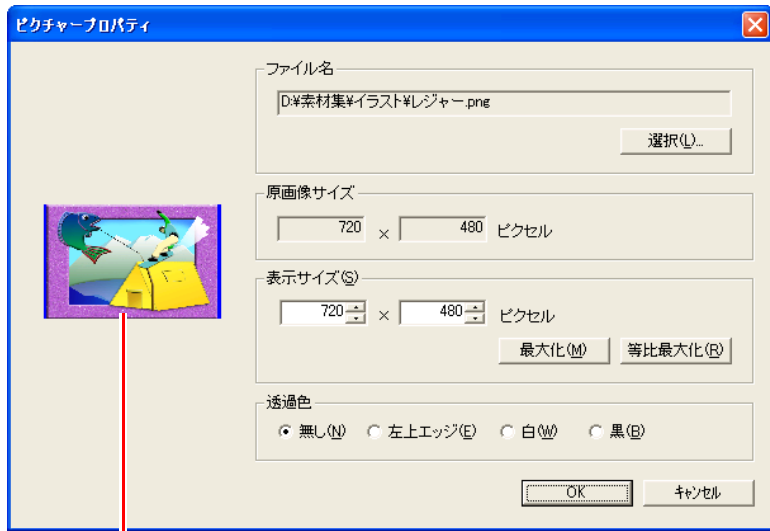 ピクチャープロパティ
ファイル名
D:¥素材集¥イラスト¥レジャー.png
選択(L)...
原画像サイズ
720 × 480 ピクセル
表示サイズ(S)
720 × 480 ピクセル
最大化(M) 等比最大化(R)
透過色
無し(N) 左上エッジ(E) 白(W) 黒(B)
OK キャンセル